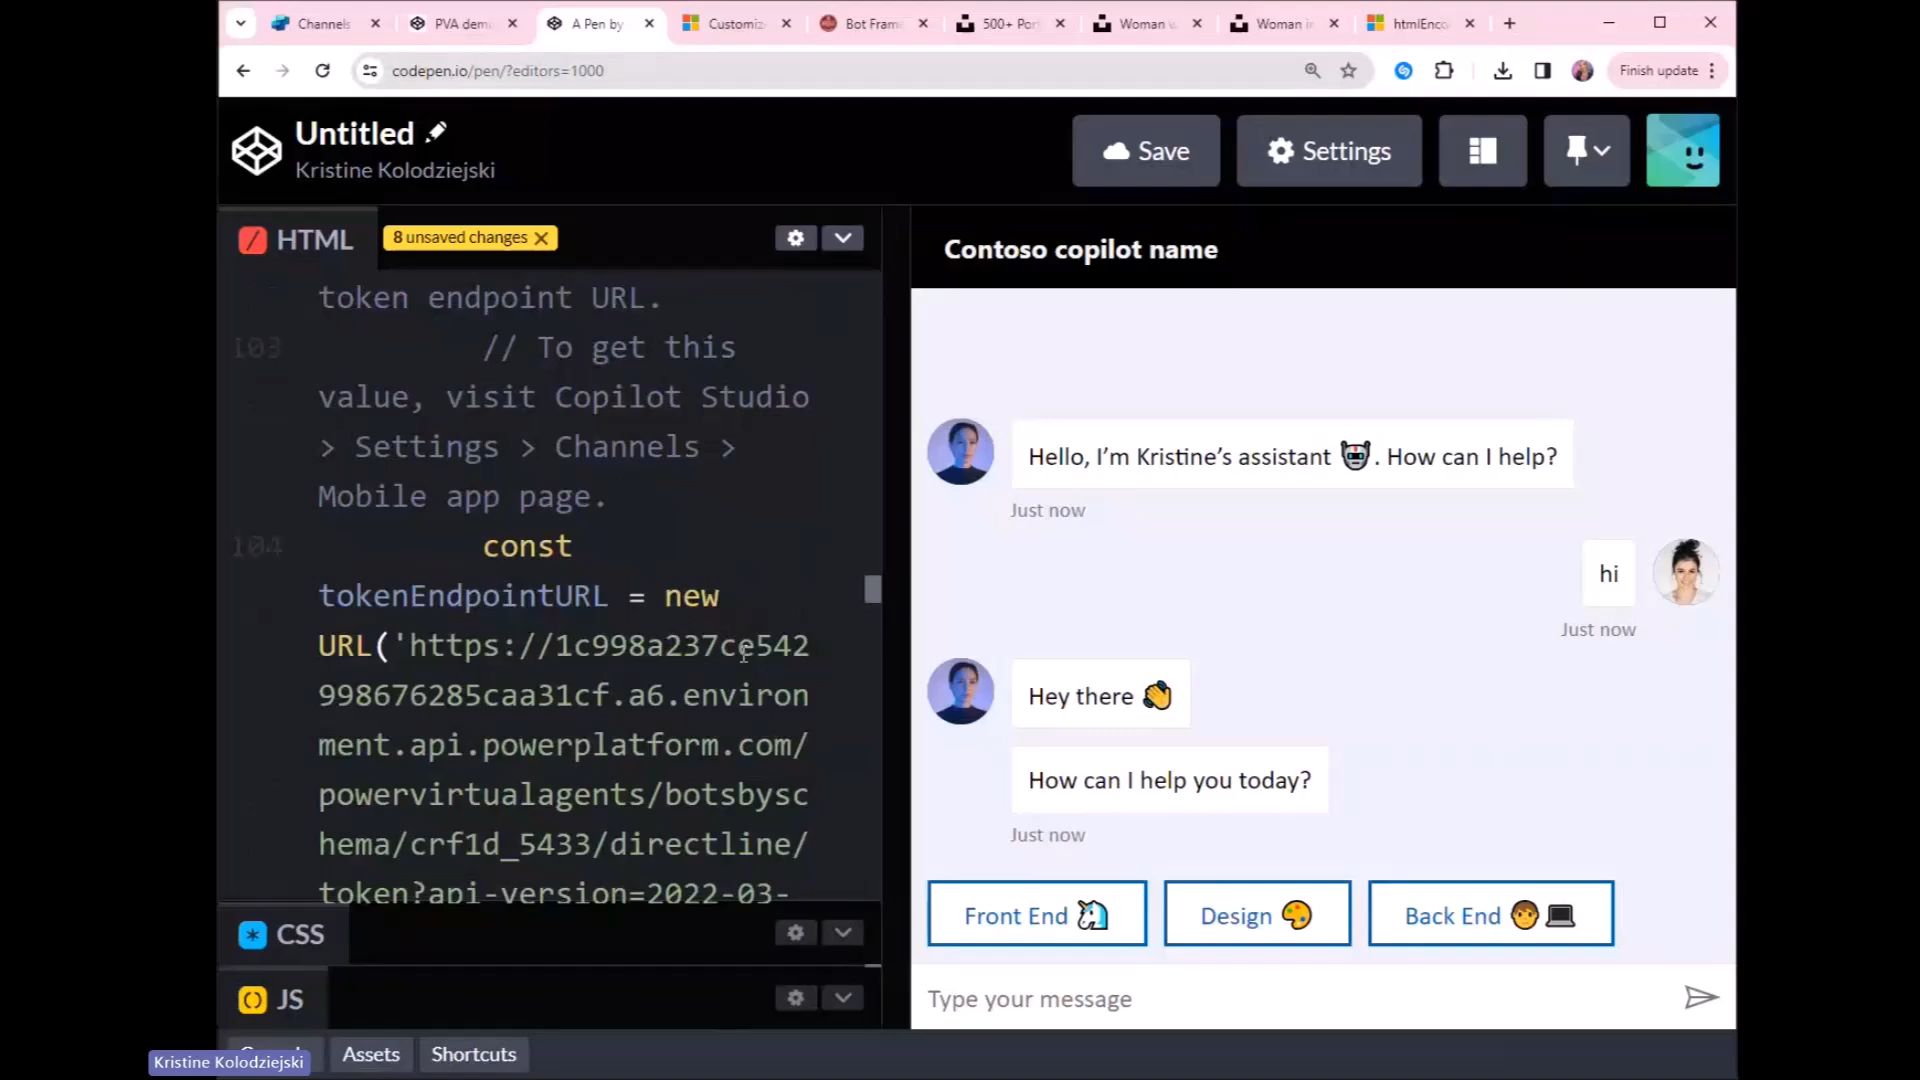 Channels
PVA dem
A Pen by
Customiz
Bot Fram
500+ Por
Woman w
Woman in
htmlEnco
codepen.io/pen/?editors=1000
Finish update
Untitled
Kristine Kolodziejski
Save
Settings
HTML
8 unsaved changes
token endpoint URL.
103 // To get this
value, visit Copilot Studio
> Settings > Channels >
Mobile app page.
104 const
tokenEndpointURL = new
URL('https://1c998a237ce542
998676285caa31cf.a6.environ
ment.api.powerplatform.com/
powervirtualagents/botsbysc
hema/crf1d_5433/directline/
token?api-version=2022-03-
CSS
JS
Assets
Shortcuts
Kristine Kolodziejski
Contoso copilot name
Hello, I’m Kristine’s assistant 🤖. How can I help?
Just now
hi
Just now
Hey there 👋
How can I help you today?
Just now
Front End 🦄
Design 🎨
Back End 🧑‍💻
Type your message